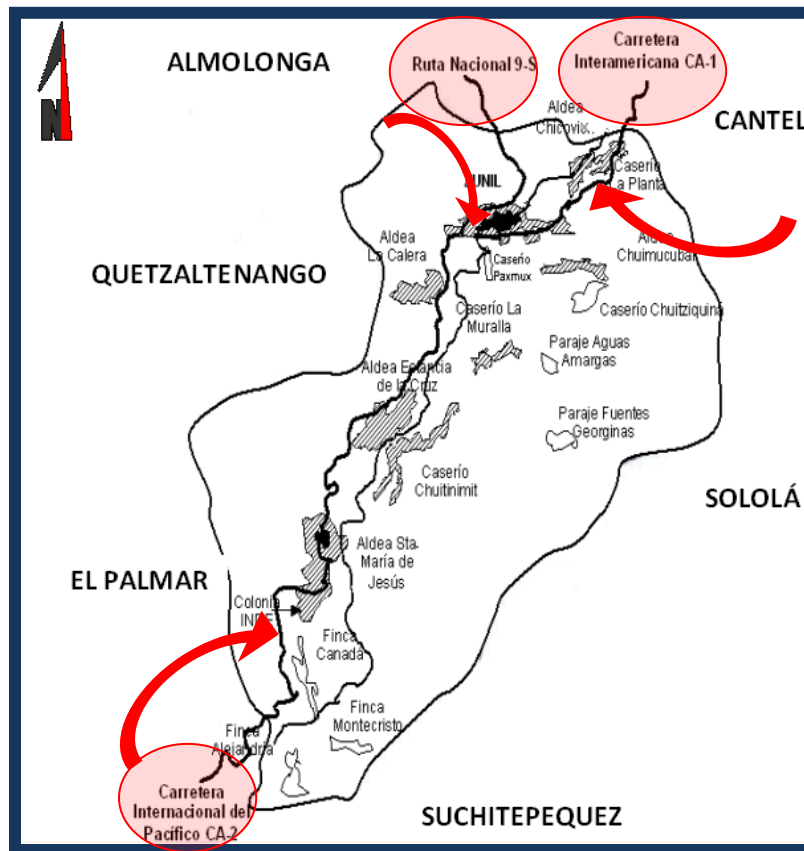 ALMOLONGA
Ruta Nacional 9-S
Carretera
Interamericana CA-1
CANTEL
Aldea
Caserío
La Planta
N
Aldea
La Calera
Caserío
Paxmux
Aldea
Chuimucubal
QUETZALTENANGO
Caserío La
Muralla
Caserío Chuitziquina
Paraje Aguas
Amargas
Aldea Estancia
de la Cruz
Paraje Fuentes
Georginas
Caserío
Chuitinimit
SOLOLÁ
Aldea Sta.
María de
Jesús
EL PALMAR
Colonia
Finca
Canadá
Finca
Montecristo
Finca
Alejandría
Carretera
Internacional del
Pacífico CA-2
SUCHITEPEQUEZ